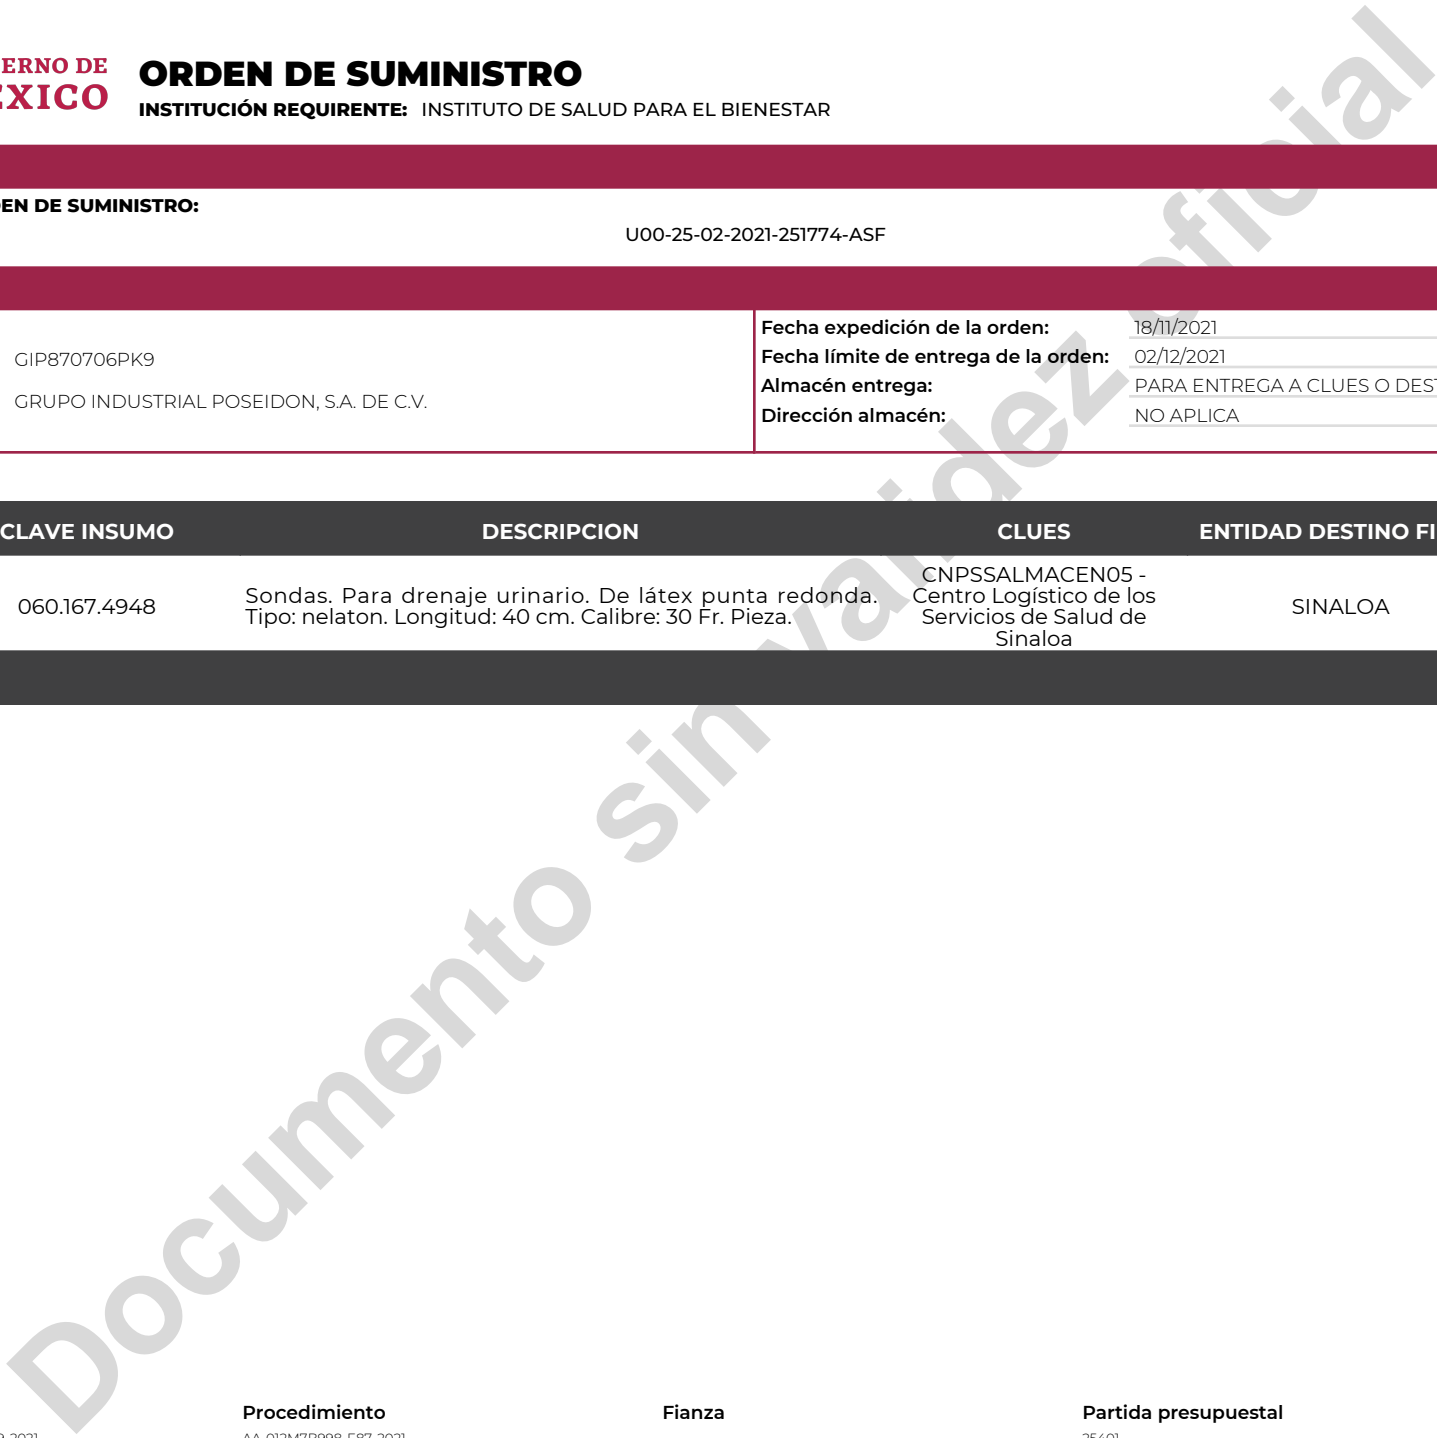 ERNO DE
EXICO
ORDEN DE SUMINISTRO
INSTITUCIÓN REQUIRENTE: INSTITUTO DE SALUD PARA EL BIENESTAR
EN DE SUMINISTRO:
U00-25-02-2021-251774-ASF
GIP870706PK9
GRUPO INDUSTRIAL POSEIDON, S.A. DE C.V.
Fecha expedición de la orden: 18/11/2021
Fecha límite de entrega de la orden: 02/12/2021
Almacén entrega: PARA ENTREGA A CLUES O DEST
Dirección almacén: NO APLICA
CLAVE INSUMO DESCRIPCION CLUES ENTIDAD DESTINO FI
060.167.4948
Sondas. Para drenaje urinario. De látex punta redonda.
Tipo: nelaton. Longitud: 40 cm. Calibre: 30 Fr. Pieza.
CNPSSALMACEN05 -
Centro Logístico de los
Servicios de Salud de
Sinaloa
SINALOA
Documento sin validez oficial
Procedimiento Fianza Partida presupuestal